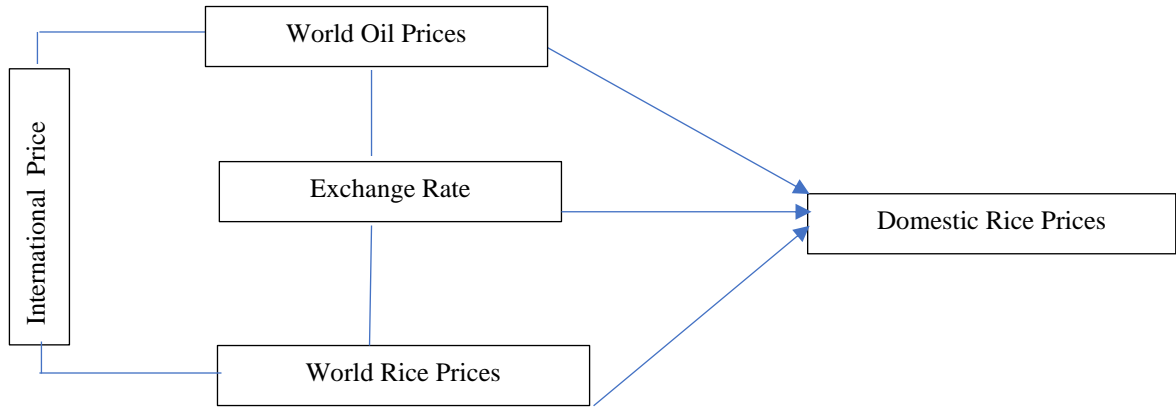 World Oil Prices
International Price
Exchange Rate
Domestic Rice Prices
World Rice Prices